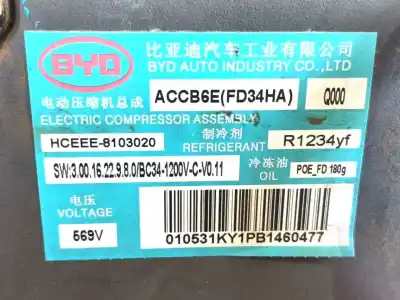 BYD
比亚迪汽车工业有限公司
BYD AUTO INDUSTRY CO.,LTD
电动压缩机总成 ACCB6E(FD34HA) Q000
ELECTRIC COMPRESSOR ASSEMBLY
HCEEE-8103020 制冷剂 REFRIGERANT R1234yf
SW:3.00.16.22.9.8.0/BC34-1200V-C-V0.11 冷冻油 OIL POE_FD 180g
电压
VOLTAGE
569V
010531KY1PB1460477